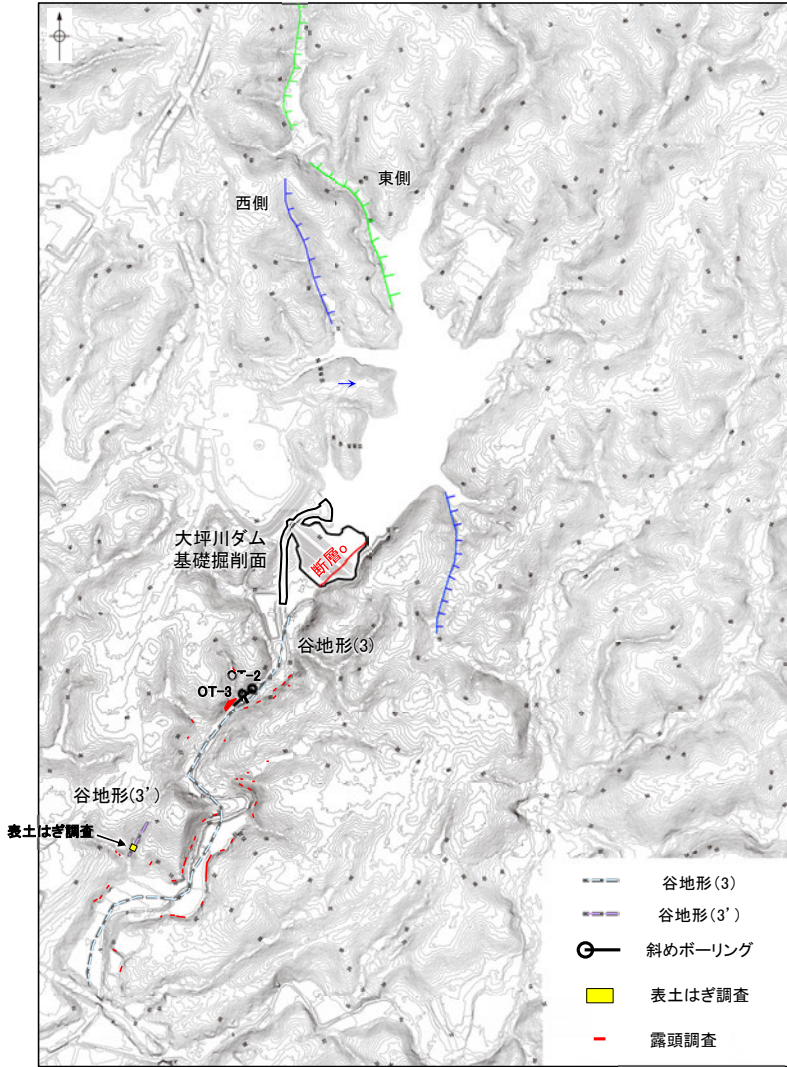 東側
西側
大坪川ダム
基礎掘削面
断層o
谷地形(3)
OT-2
OT-3
谷地形(3')
表土はぎ調査
谷地形(3)
谷地形(3')
斜めボーリング
表土はぎ調査
露頭調査